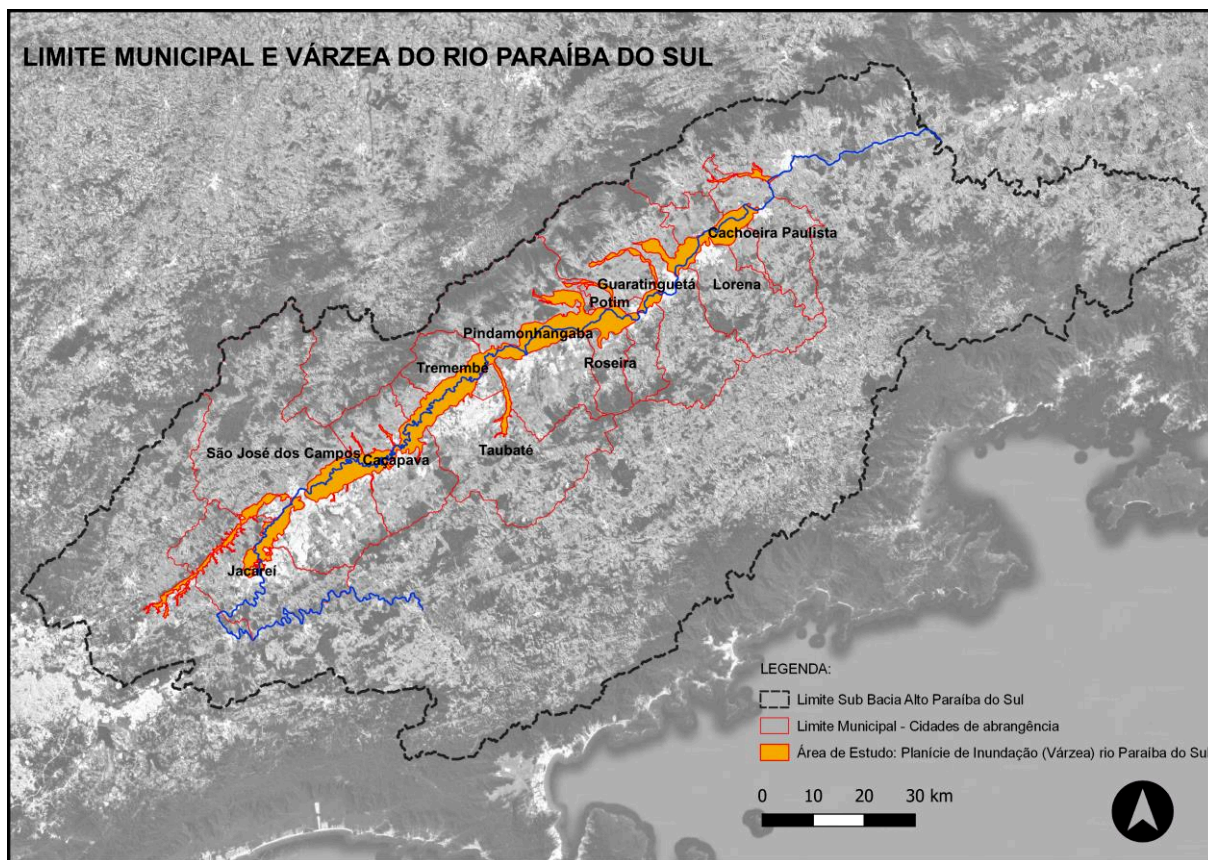 LIMITE MUNICIPAL E VÁRZEA DO RIO PARAÍBA DO SUL
Cachoeira Paulista
Guaratinguetá
Lorena
Potim
Pindamonhangaba
Roseira
Tremembé
Taubaté
São José dos Campos
Caçapava
Jacareí
LEGENDA:
Limite Sub Bacia Alto Paraíba do Sul
Limite Municipal - Cidades de abrangência
Área de Estudo: Planície de Inundação (Várzea) rio Paraíba do Sul
0 10 20 30 km